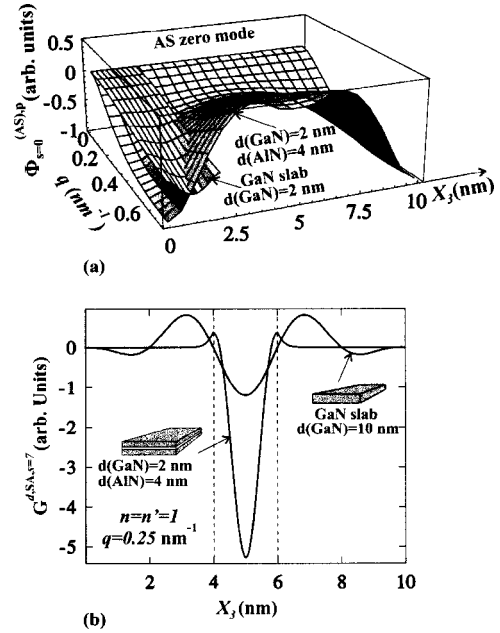 0.5
AS zero mode
0
-0.5
-1
Φ s=0 (AS),p (arb. units)
0
0.2
0.4
0.6
q (nm-1)
d(GaN)=2 nm
d(AlN)=4 nm
GaN slab
d(GaN)=2 nm
0
2.5
5
7.5
10
X3(nm)
(a)
0
-1
-2
-3
-4
-5
G d,SA,s=7 (arb. Units)
GaN slab
d(GaN)=10 nm
d(GaN)=2 nm
d(AlN)=4 nm
n=n'=1
q=0.25 nm-1
2
4
6
8
10
X3(nm)
(b)